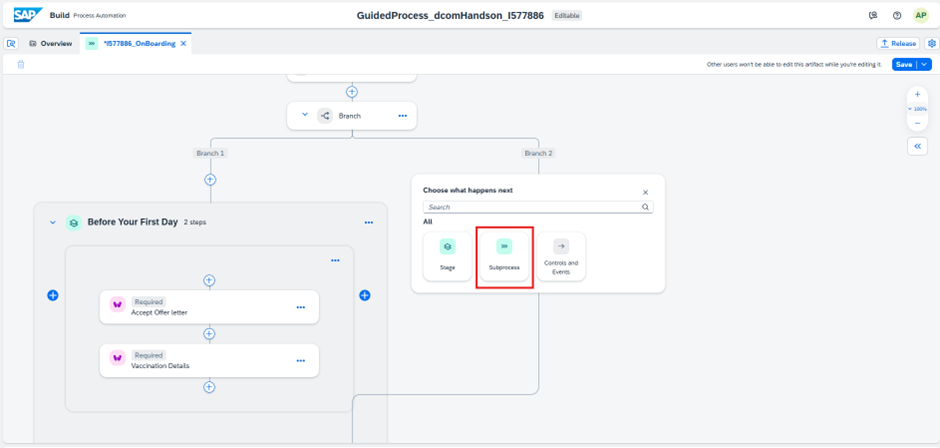 SAP Build Process Automation
GuidedProcess_dcomHandson_I577886 Editable
AP
Overview
*I577886_OnBoarding
Release
Other users won't be able to edit this artifact while you're editing it.
Save
Branch
100%
Branch 1
Branch 2
Choose what happens next
Search
All
Stage
Subprocess
Controls and
Events
Before Your First Day 2 steps
Required
Accept Offer letter
Required
Vaccination Details